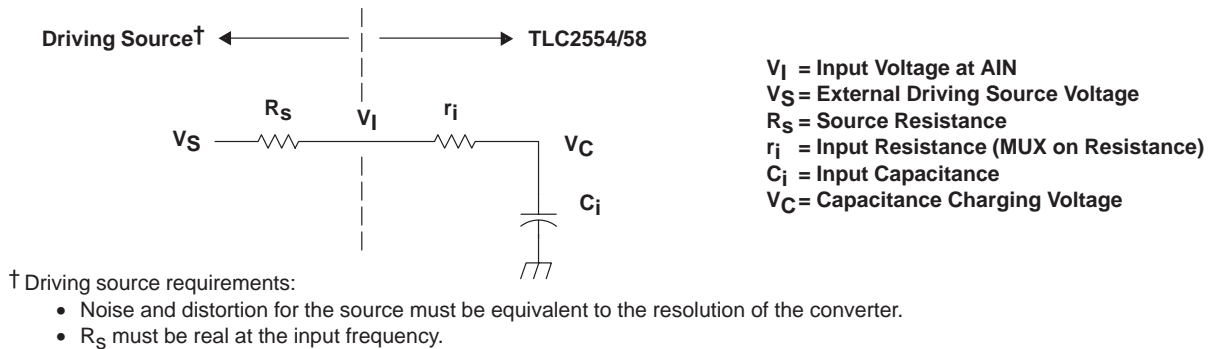 Driving Source†
TLC2554/58
VI = Input Voltage at AIN
VS = External Driving Source Voltage
Rs = Source Resistance
ri = Input Resistance (MUX on Resistance)
Ci = Input Capacitance
VC = Capacitance Charging Voltage
Rs
VI
ri
VS
VC
Ci
† Driving source requirements:
• Noise and distortion for the source must be equivalent to the resolution of the converter.
• Rs must be real at the input frequency.